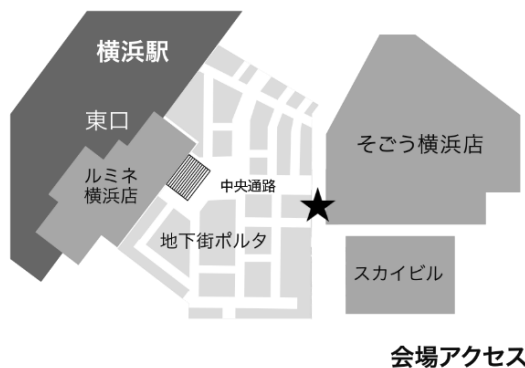 横浜駅
東口
ルミネ
横浜店
中央通路
地下街ポルタ
そごう横浜店
スカイビル
会場アクセス